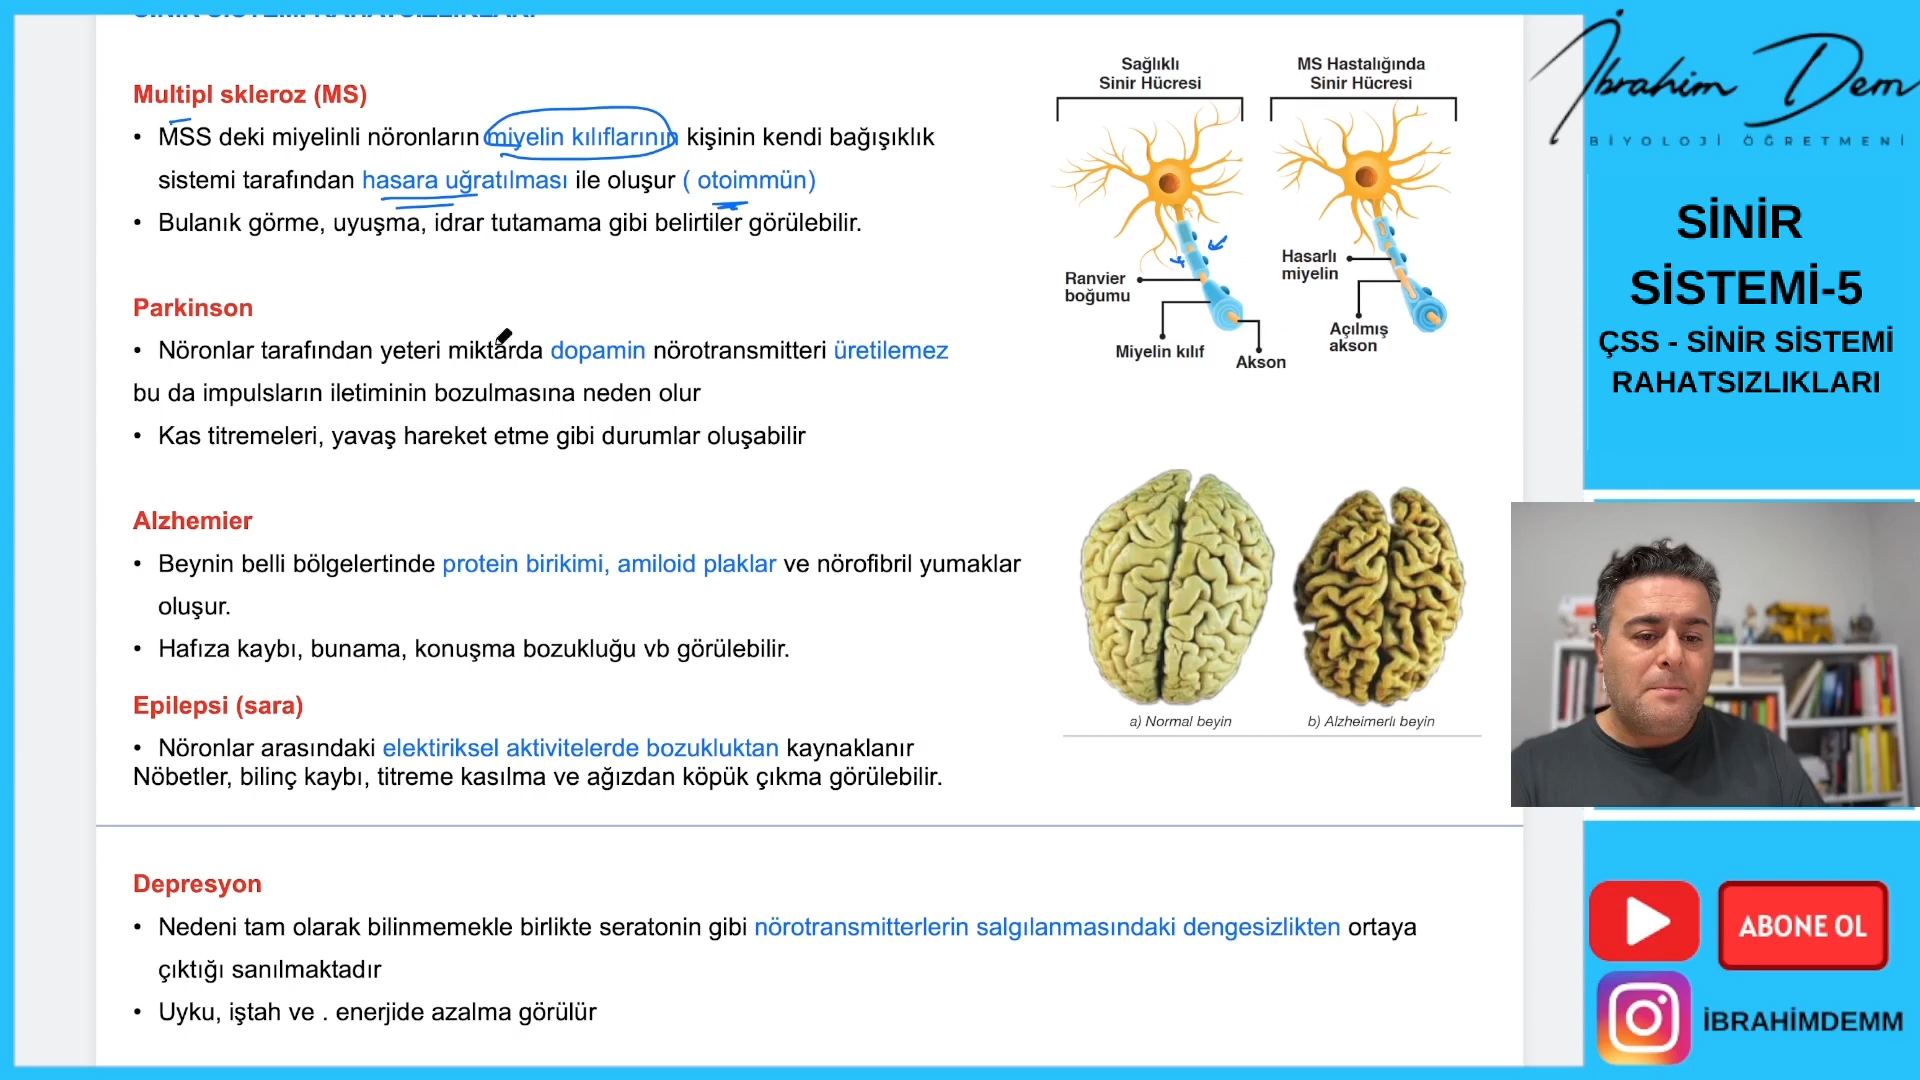 SİNİR SİSTEMİ RAHATSIZLIKLARI
Multipl skleroz (MS)
• MSS deki miyelinli nöronların miyelin kılıflarının kişinin kendi bağışıklık
sistemi tarafından hasara uğratılması ile oluşur ( otoimmün)
• Bulanık görme, uyuşma, idrar tutamama gibi belirtiler görülebilir.
Parkinson
• Nöronlar tarafından yeteri miktarda dopamin nörotransmitteri üretilemez
bu da impulsların iletiminin bozulmasına neden olur
• Kas titremeleri, yavaş hareket etme gibi durumlar oluşabilir
Alzhemier
• Beynin belli bölgelertinde protein birikimi, amiloid plaklar ve nörofibril yumaklar
oluşur.
• Hafıza kaybı, bunama, konuşma bozukluğu vb görülebilir.
Epilepsi (sara)
• Nöronlar arasındaki elektiriksel aktivitelerde bozukluktan kaynaklanır
Nöbetler, bilinç kaybı, titreme kasılma ve ağızdan köpük çıkma görülebilir.
Depresyon
• Nedeni tam olarak bilinmemekle birlikte seratonin gibi nörotransmitterlerin salgılanmasındaki dengesizlikten ortaya
çıktığı sanılmaktadır
• Uyku, iştah ve . enerjide azalma görülür
Sağlıklı
Sinir Hücresi
MS Hastalığında
Sinir Hücresi
Ranvier
boğumu
Miyelin kılıf
Akson
Hasarlı
miyelin
Açılmış
akson
a) Normal beyin
b) Alzheimerlı beyin
İbrahim Dem
BİYOLOJİ ÖĞRETMENİ
SİNİR
SİSTEMİ-5
ÇSS - SİNİR SİSTEMİ
RAHATSIZLIKLARI
ABONE OL
İBRAHİMDEMM